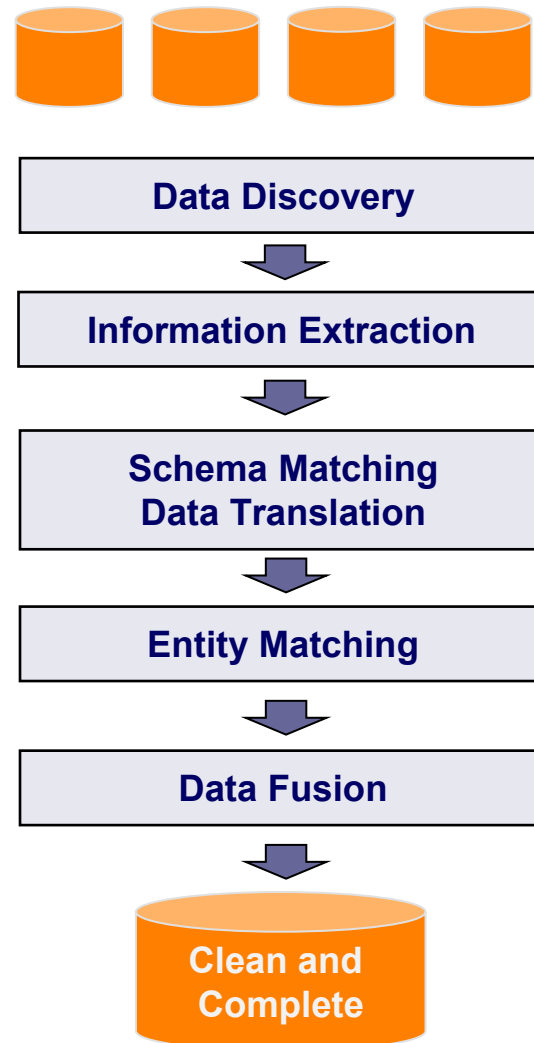 Data Discovery
Information Extraction
Schema Matching
Data Translation
Entity Matching
Data Fusion
Clean and
Complete